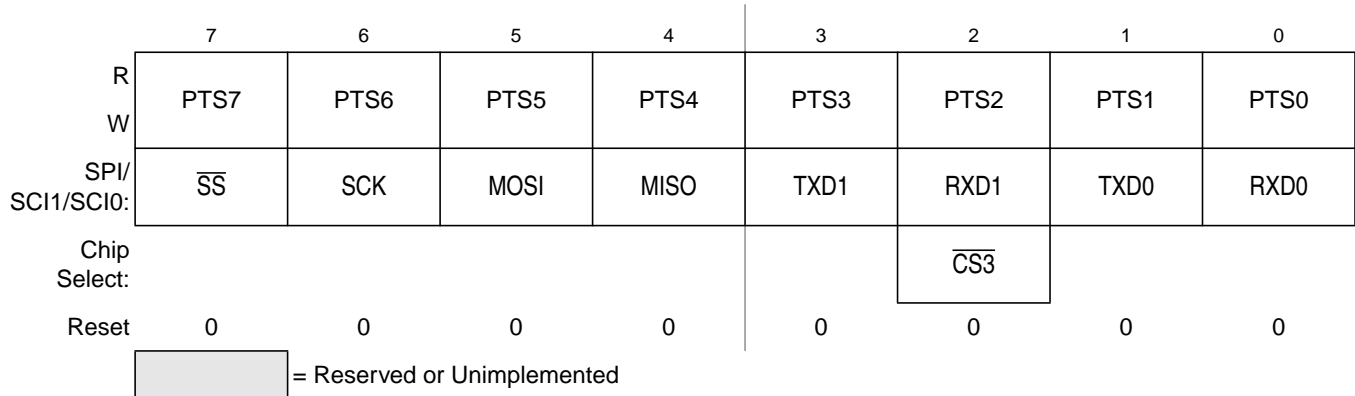 7 6 5 4 3 2 1 0
R
W
PTS7 PTS6 PTS5 PTS4 PTS3 PTS2 PTS1 PTS0
SPI/
SCI1/SCI0:
S̅S̅ SCK MOSI MISO TXD1 RXD1 TXD0 RXD0
Chip
Select:
C̅S̅3̅
Reset 0 0 0 0 0 0 0 0
= Reserved or Unimplemented